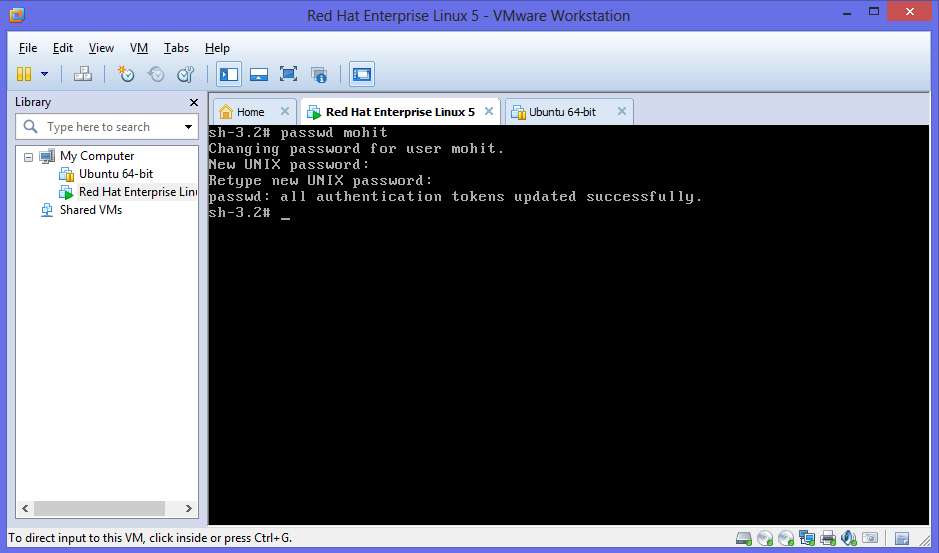 Red Hat Enterprise Linux 5 - VMware Workstation
File Edit View VM Tabs Help
Library
Type here to search
My Computer
Ubuntu 64-bit
Red Hat Enterprise Linu
Shared VMs
Home
Red Hat Enterprise Linux 5
Ubuntu 64-bit
sh-3.2# passwd mohit
Changing password for user mohit.
New UNIX password:
Retype new UNIX password:
passwd: all authentication tokens updated successfully.
sh-3.2# _
To direct input to this VM, click inside or press Ctrl+G.